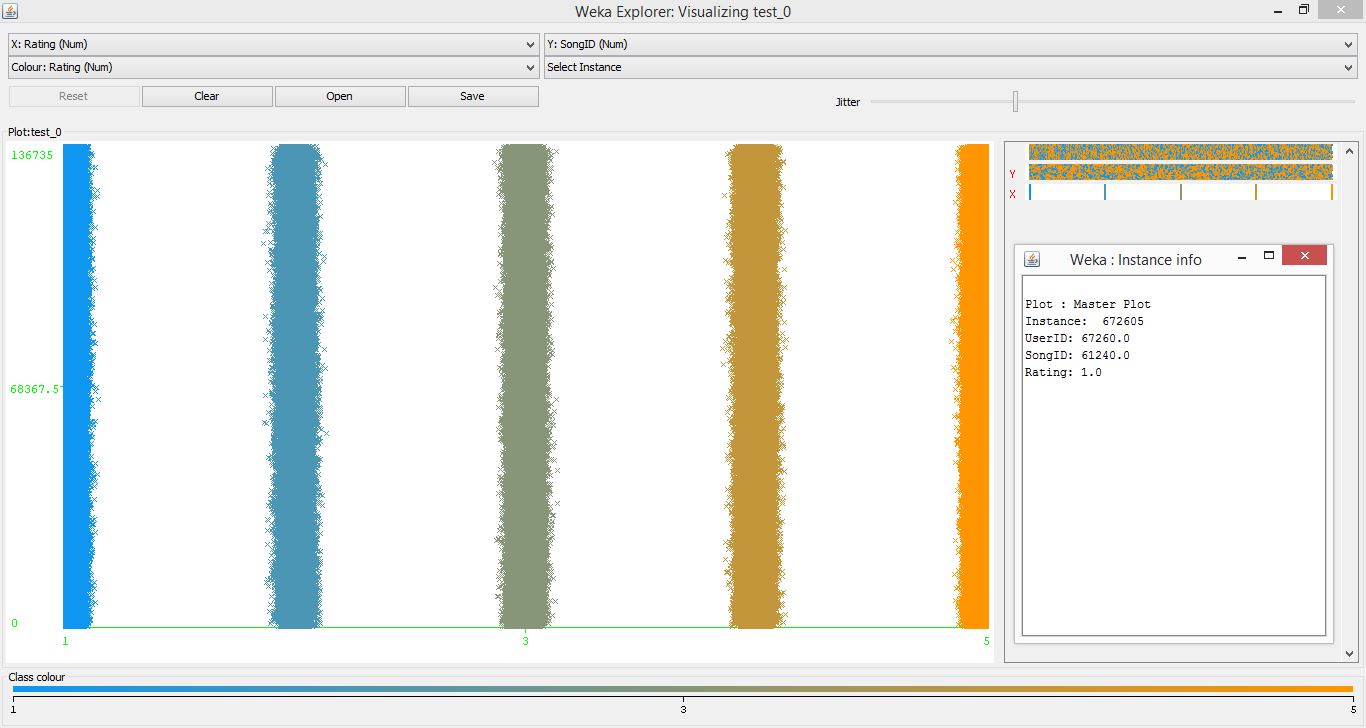 Weka Explorer: Visualizing test_0
X: Rating (Num)
Y: SongID (Num)
Colour: Rating (Num)
Select Instance
Reset
Clear
Open
Save
Jitter
Plot:test_0
136735
68367.5
0
1
3
5
Y
X
Weka : Instance info
Plot : Master Plot
Instance: 672605
UserID: 67260.0
SongID: 61240.0
Rating: 1.0
Class colour
1
3
5